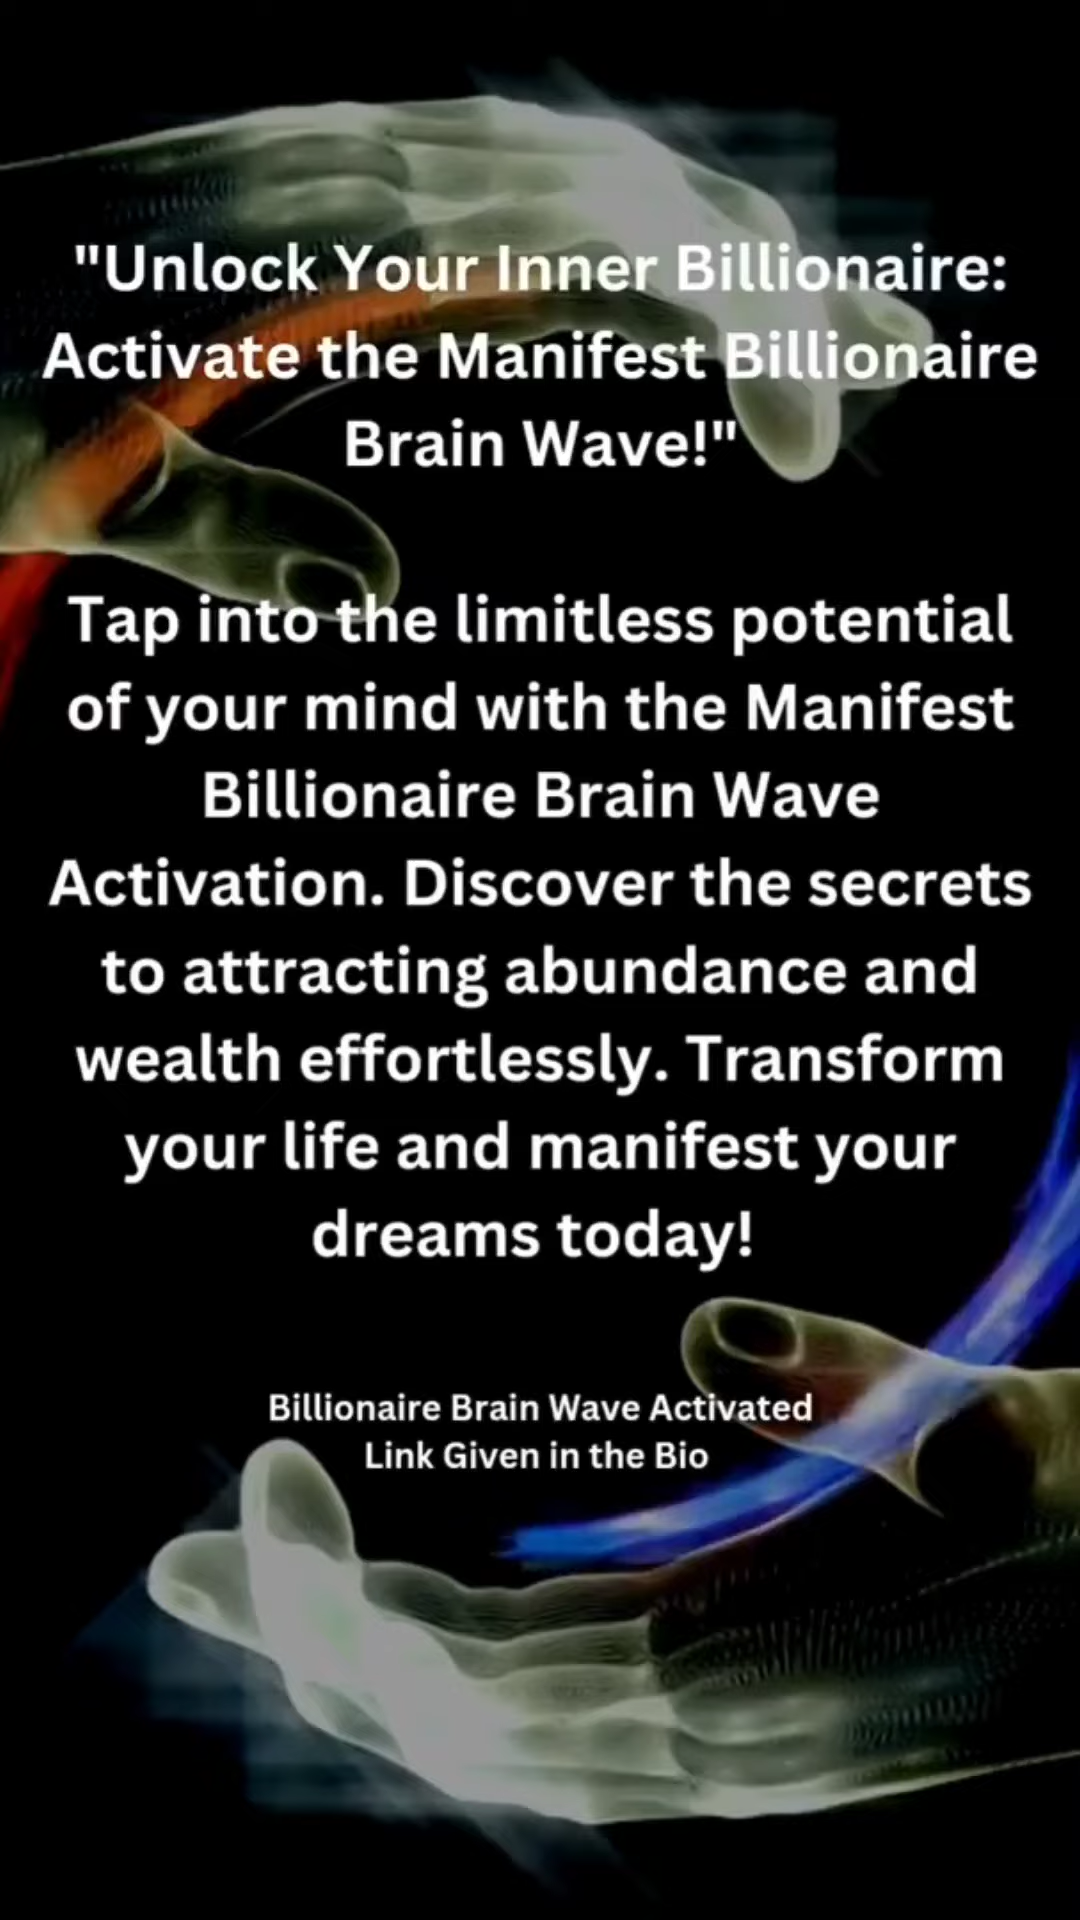 "Unlock Your Inner Billionaire:
Activate the Manifest Billionaire
Brain Wave!"
Tap into the limitless potential
of your mind with the Manifest
Billionaire Brain Wave
Activation. Discover the secrets
to attracting abundance and
wealth effortlessly. Transform
your life and manifest your
dreams today!
Billionaire Brain Wave Activated
Link Given in the Bio